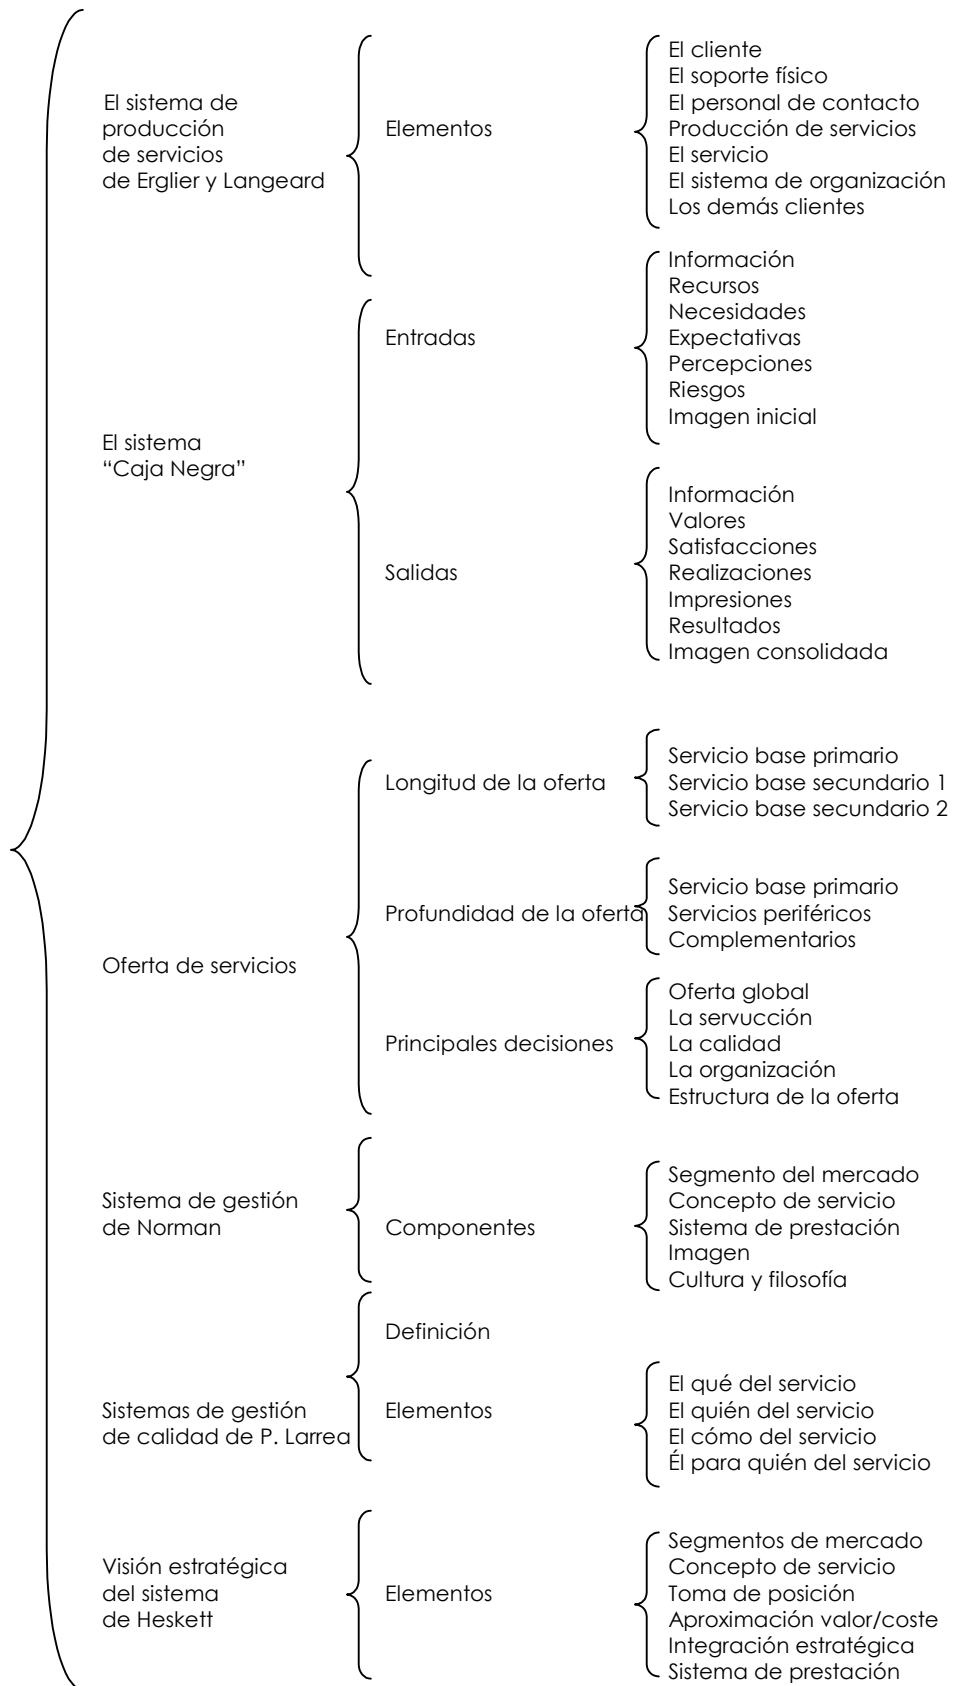 El sistema de
producción
de servicios
de Erglier y Langeard
Elementos
El cliente
El soporte físico
El personal de contacto
Producción de servicios
El servicio
El sistema de organización
Los demás clientes
El sistema
“Caja Negra”
Entradas
Información
Recursos
Necesidades
Expectativas
Percepciones
Riesgos
Imagen inicial
Salidas
Información
Valores
Satisfacciones
Realizaciones
Impresiones
Resultados
Imagen consolidada
Oferta de servicios
Longitud de la oferta
Servicio base primario
Servicio base secundario 1
Servicio base secundario 2
Profundidad de la oferta
Servicio base primario
Servicios periféricos
Complementarios
Principales decisiones
Oferta global
La servucción
La calidad
La organización
Estructura de la oferta
Sistema de gestión
de Norman
Componentes
Segmento del mercado
Concepto de servicio
Sistema de prestación
Imagen
Cultura y filosofía
Sistemas de gestión
de calidad de P. Larrea
Definición
Elementos
El qué del servicio
El quién del servicio
El cómo del servicio
Él para quién del servicio
Visión estratégica
del sistema
de Heskett
Elementos
Segmentos de mercado
Concepto de servicio
Toma de posición
Aproximación valor/coste
Integración estratégica
Sistema de prestación